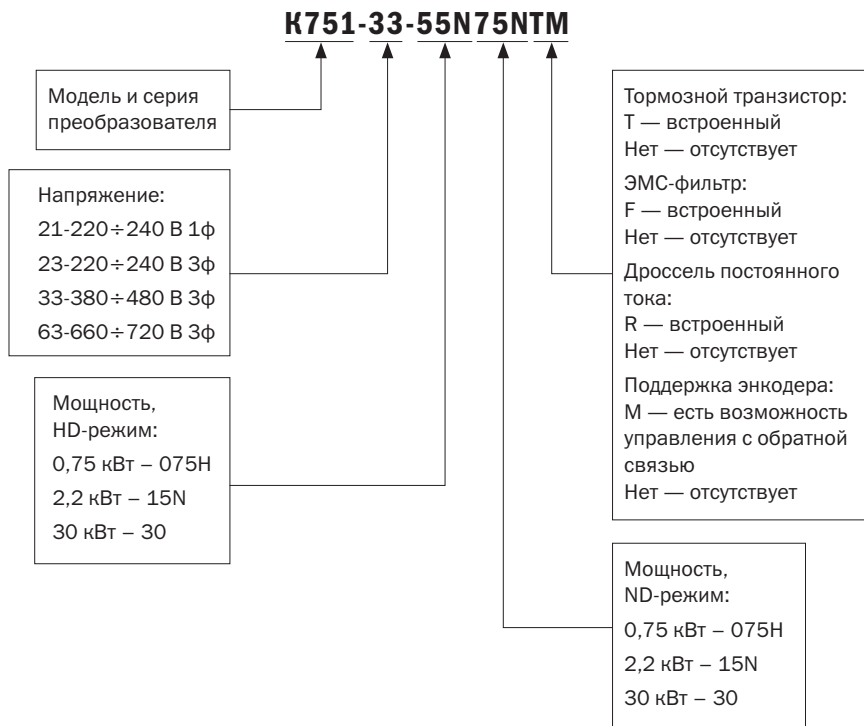 К751-33-55N75NTM
Модель и серия
преобразователя
Напряжение:
21-220÷240 В 1ф
23-220÷240 В 3ф
33-380÷480 В 3ф
63-660÷720 В 3ф
Мощность,
HD-режим:
0,75 кВт – 075H
2,2 кВт – 15N
30 кВт – 30
Тормозной транзистор:
T — встроенный
Нет — отсутствует
ЭМС-фильтр:
F — встроенный
Нет — отсутствует
Дроссель постоянного
тока:
R — встроенный
Нет — отсутствует
Поддержка энкодера:
M — есть возможность
управления с обратной
связью
Нет — отсутствует
Мощность,
ND-режим:
0,75 кВт – 075H
2,2 кВт – 15N
30 кВт – 30